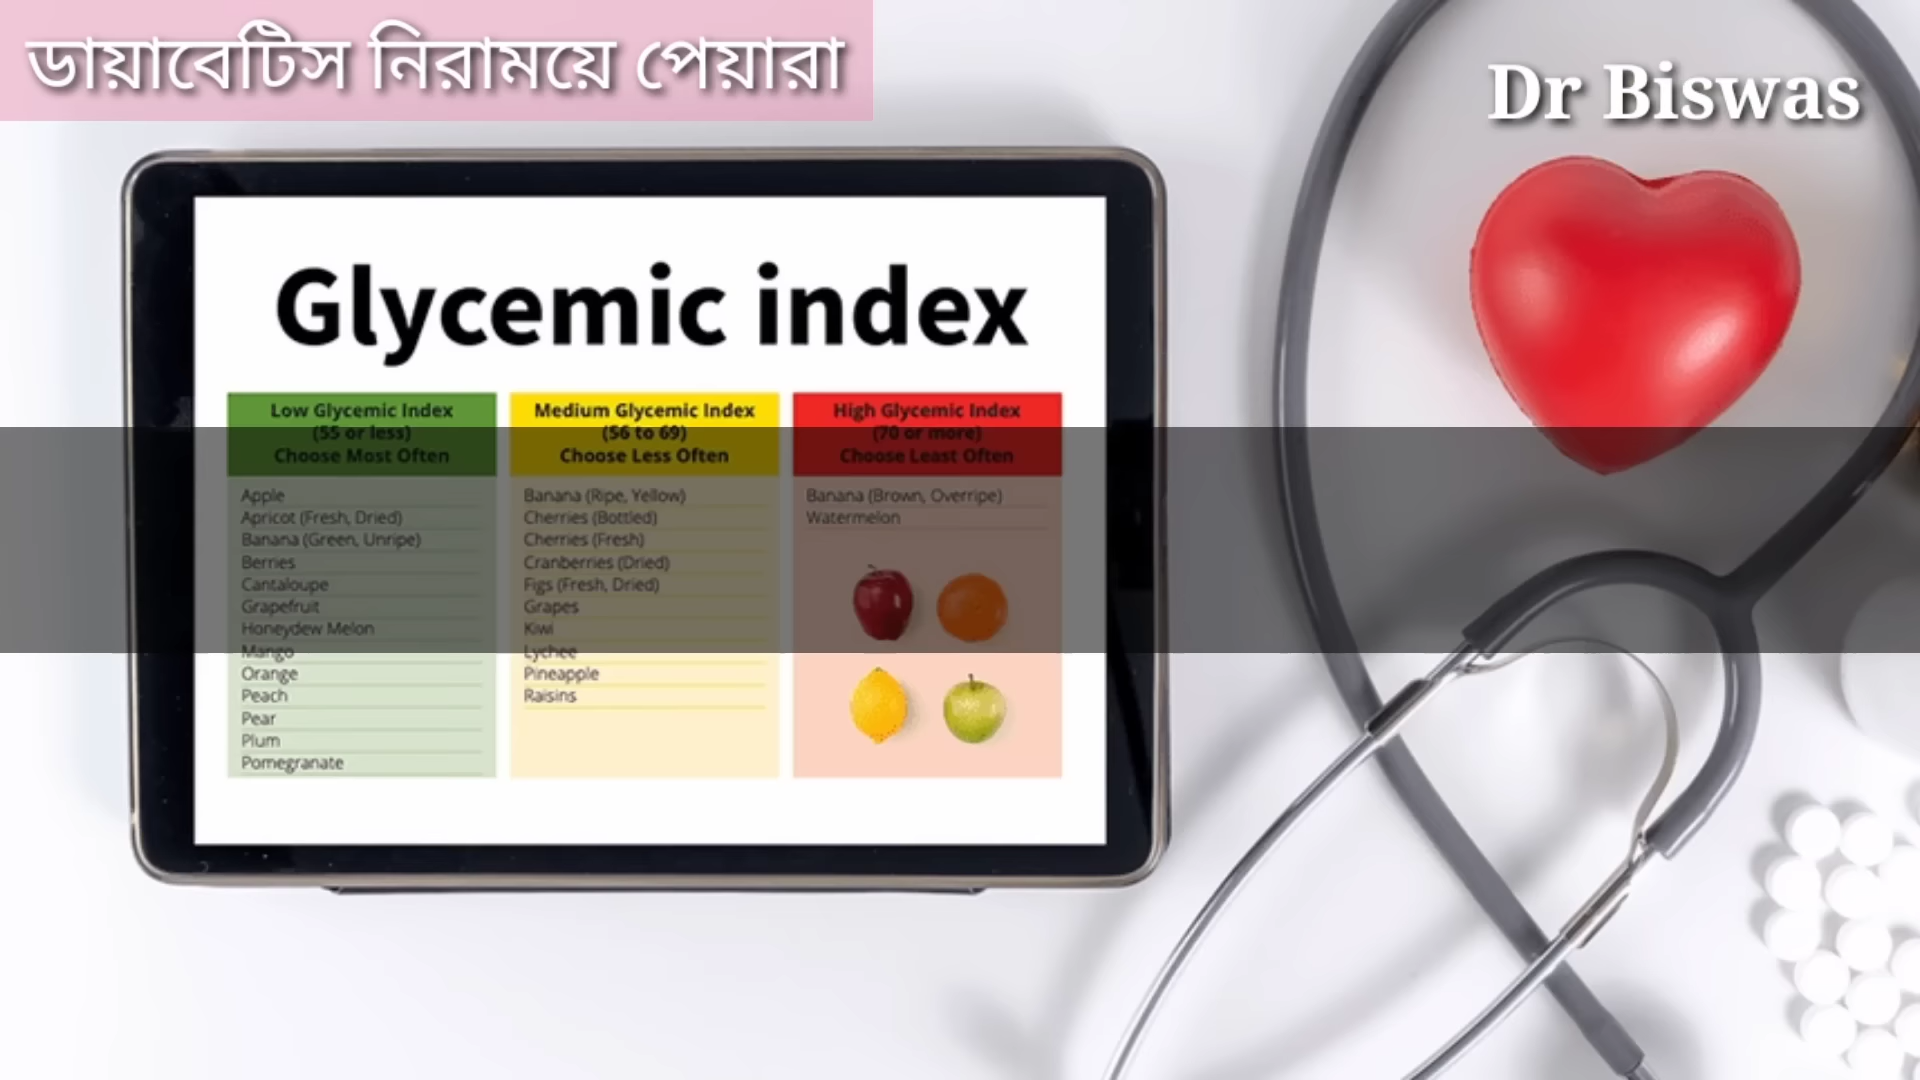 ডায়াবেটিস নিরাময়ে পেয়ারা
Dr Biswas
Glycemic index
Low Glycemic Index
(55 or less)
Choose Most Often
Apple
Apricot (Fresh, Dried)
Banana (Green, Unripe)
Berries
Cantaloupe
Grapefruit
Honeydew Melon
Mango
Orange
Peach
Pear
Plum
Pomegranate
Medium Glycemic Index
(56 to 69)
Choose Less Often
Banana (Ripe, Yellow)
Cherries (Bottled)
Cherries (Fresh)
Cranberries (Dried)
Figs (Fresh, Dried)
Grapes
Kiwi
Lychee
Pineapple
Raisins
High Glycemic Index
(70 or more)
Choose Least Often
Banana (Brown, Overripe)
Watermelon